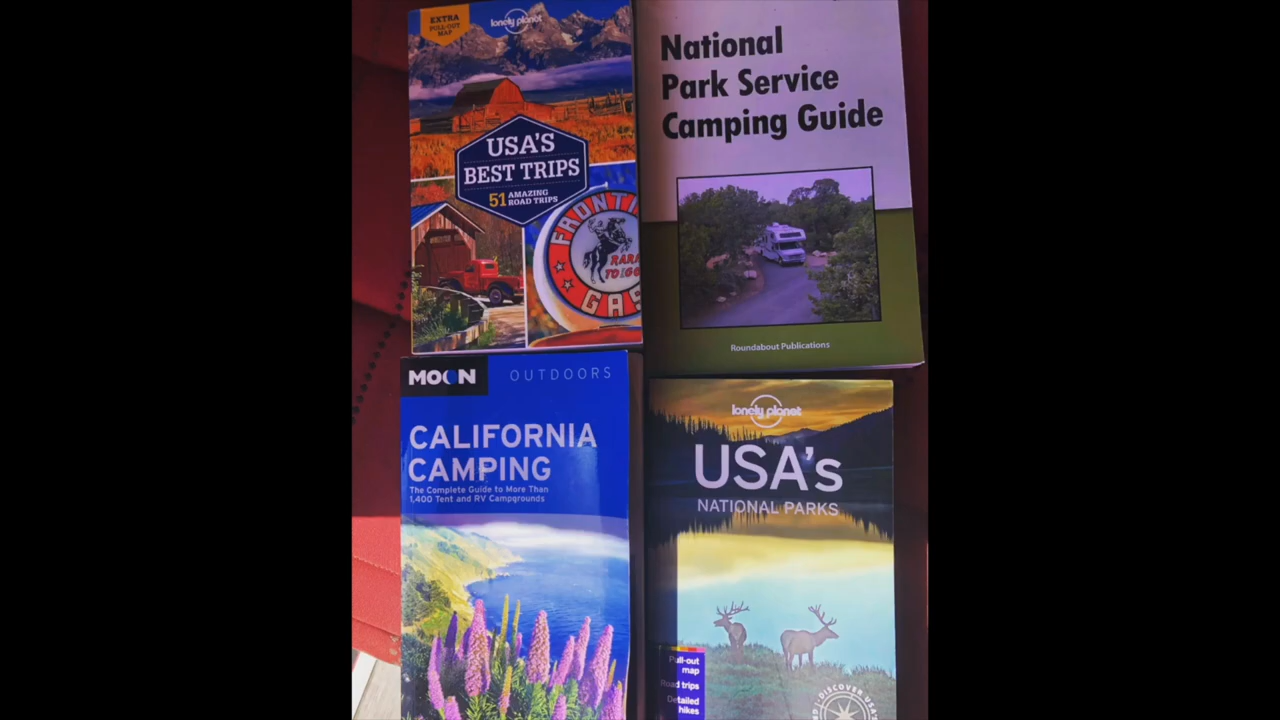 EXTRA
PULL-OUT
MAP
lonely planet
USA'S
BEST TRIPS
51 AMAZING
ROAD TRIPS
GAS
National
Park Service
Camping Guide
Roundabout Publications
MOON OUTDOORS
CALIFORNIA
CAMPING
The Complete Guide to More Than
1,400 Tent and RV Campgrounds
lonely planet
USA's
NATIONAL PARKS
Pull-out
map
Road trips
Detailed
hikes
DISCOVER USA'S